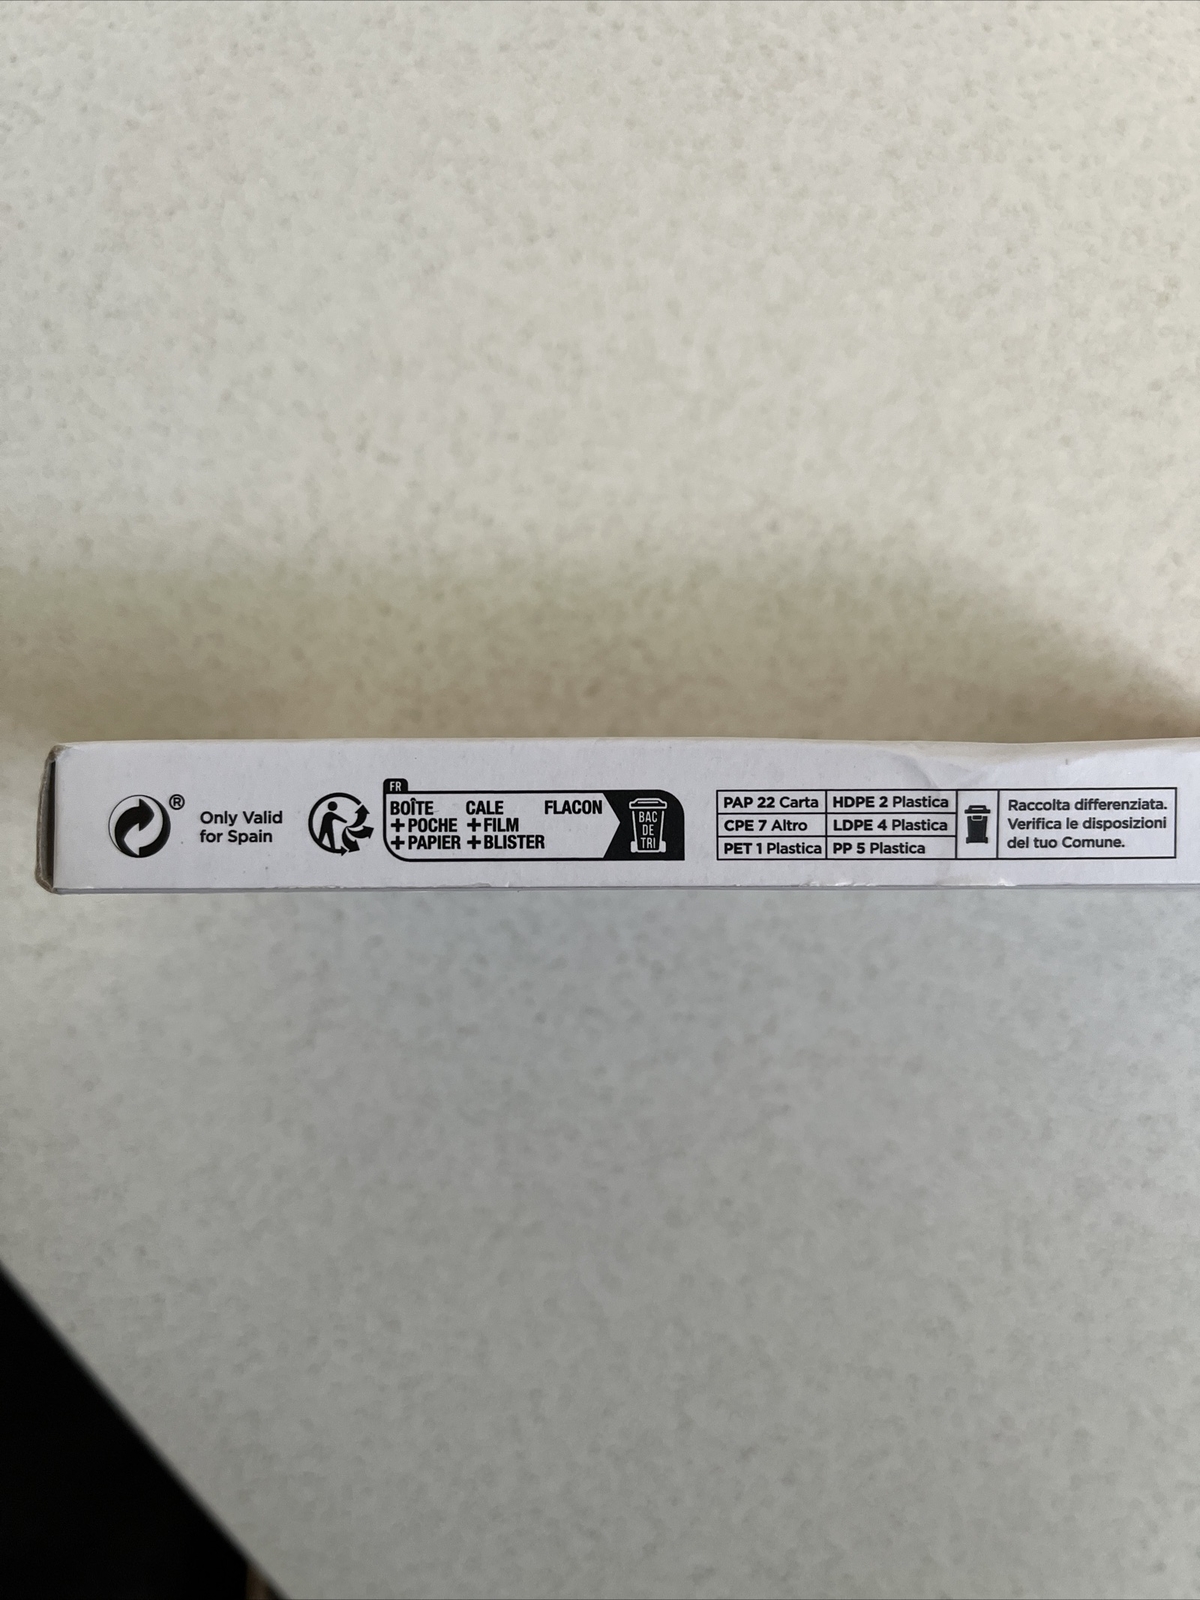 ® Only Valid
for Spain
FR
BOÎTE CALE FLACON
+POCHE +FILM
+PAPIER +BLISTER
BAC
DE
TRI
PAP 22 Carta HDPE 2 Plastica
CPE 7 Altro LDPE 4 Plastica
PET 1 Plastica PP 5 Plastica
Raccolta differenziata.
Verifica le disposizioni
del tuo Comune.